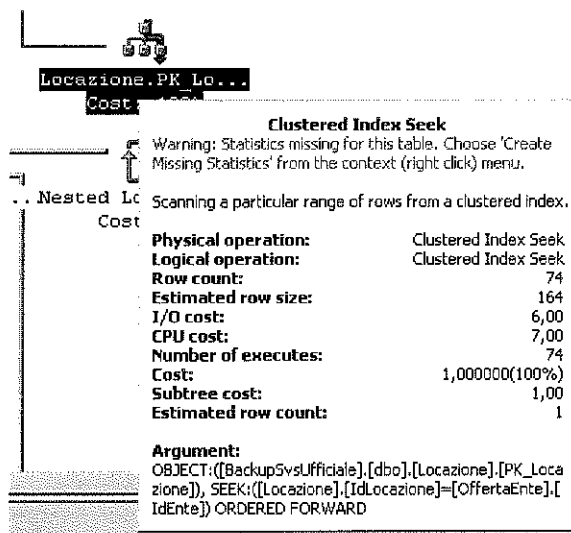 Locazione.PK_Lo...
Cost:
Clustered Index Seek
Warning: Statistics missing for this table. Choose 'Create
Missing Statistics' from the context (right click) menu.
.. Nested Lo
Cost
Scanning a particular range of rows from a clustered index.
Physical operation: Clustered Index Seek
Logical operation: Clustered Index Seek
Row count: 74
Estimated row size: 164
I/O cost: 6,00
CPU cost: 7,00
Number of executes: 74
Cost: 1,000000(100%)
Subtree cost: 1,00
Estimated row count: 1
Argument:
OBJECT:([BackupSvsUfficiale].[dbo].[Locazione].[PK_Loca
zione]), SEEK:([Locazione].[IdLocazione]=[OffertaEnte].[
IdEnte]) ORDERED FORWARD